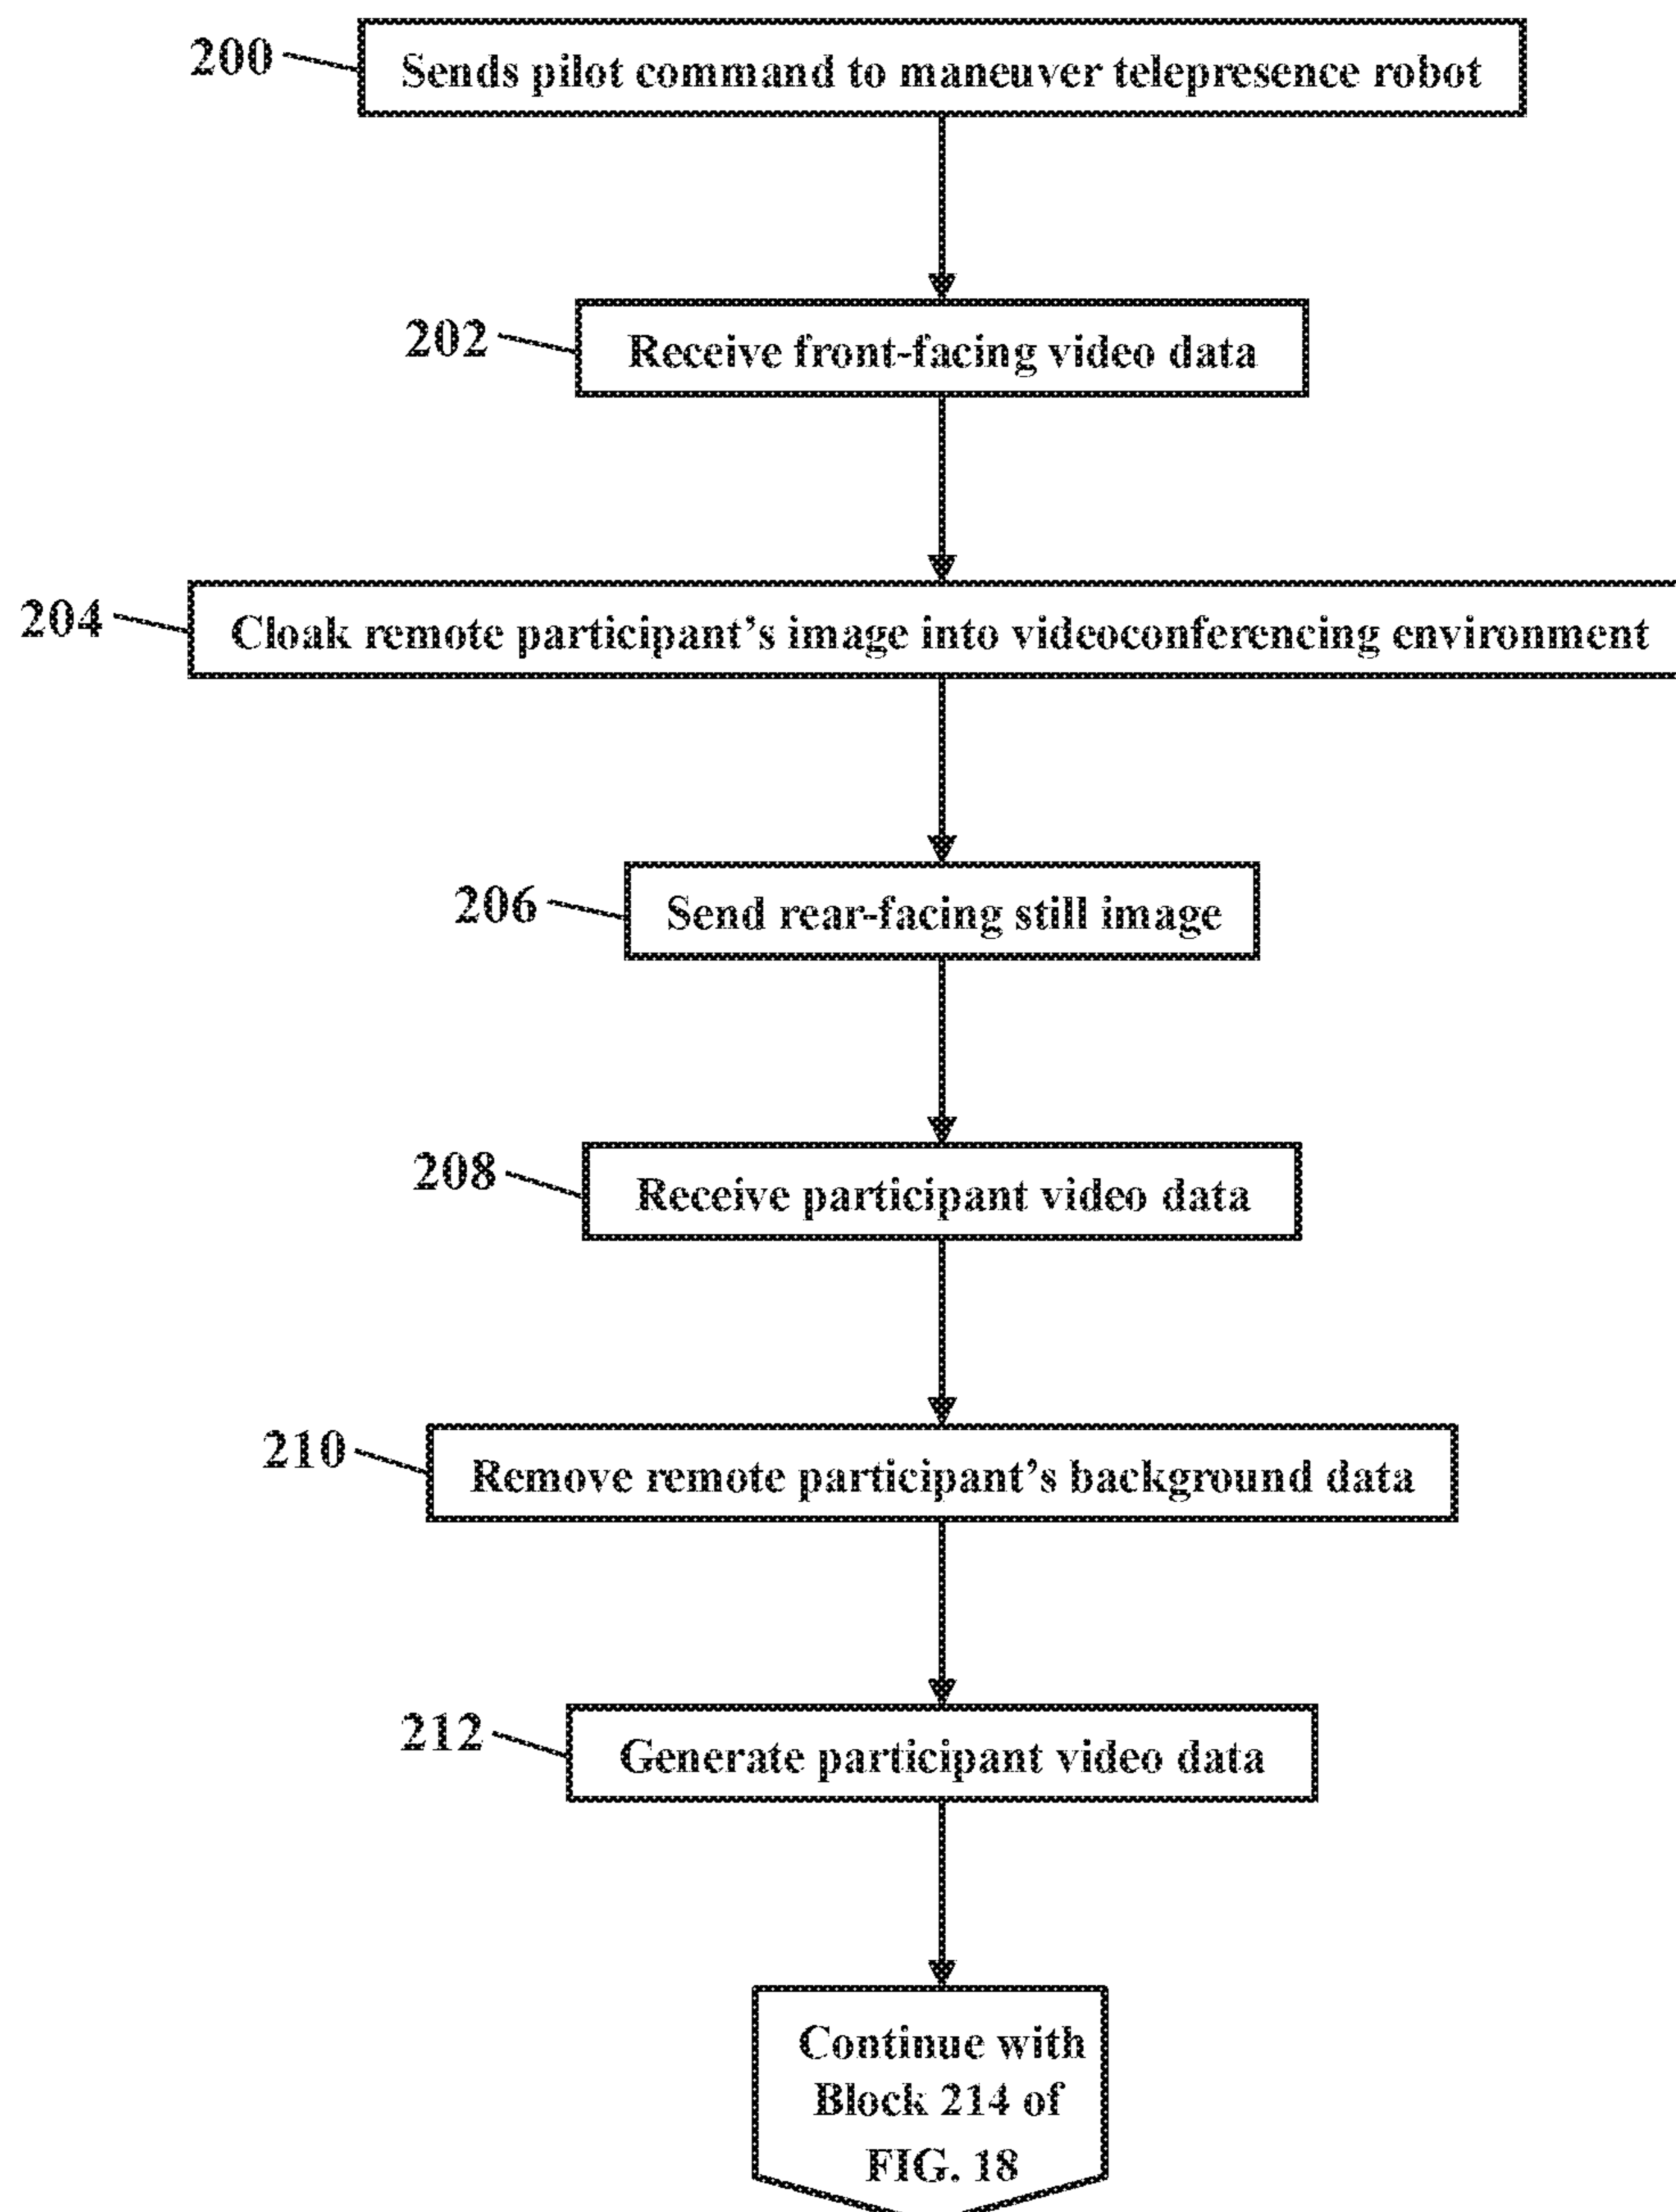 200 Sends pilot command to maneuver telepresence robot
202 Receive front-facing video data
204 Cloak remote participant's image into videoconferencing environment
206 Send rear-facing still image
208 Receive participant video data
210 Remove remote participant's background data
212 Generate participant video data
Continue with
Block 214 of
FIG. 18